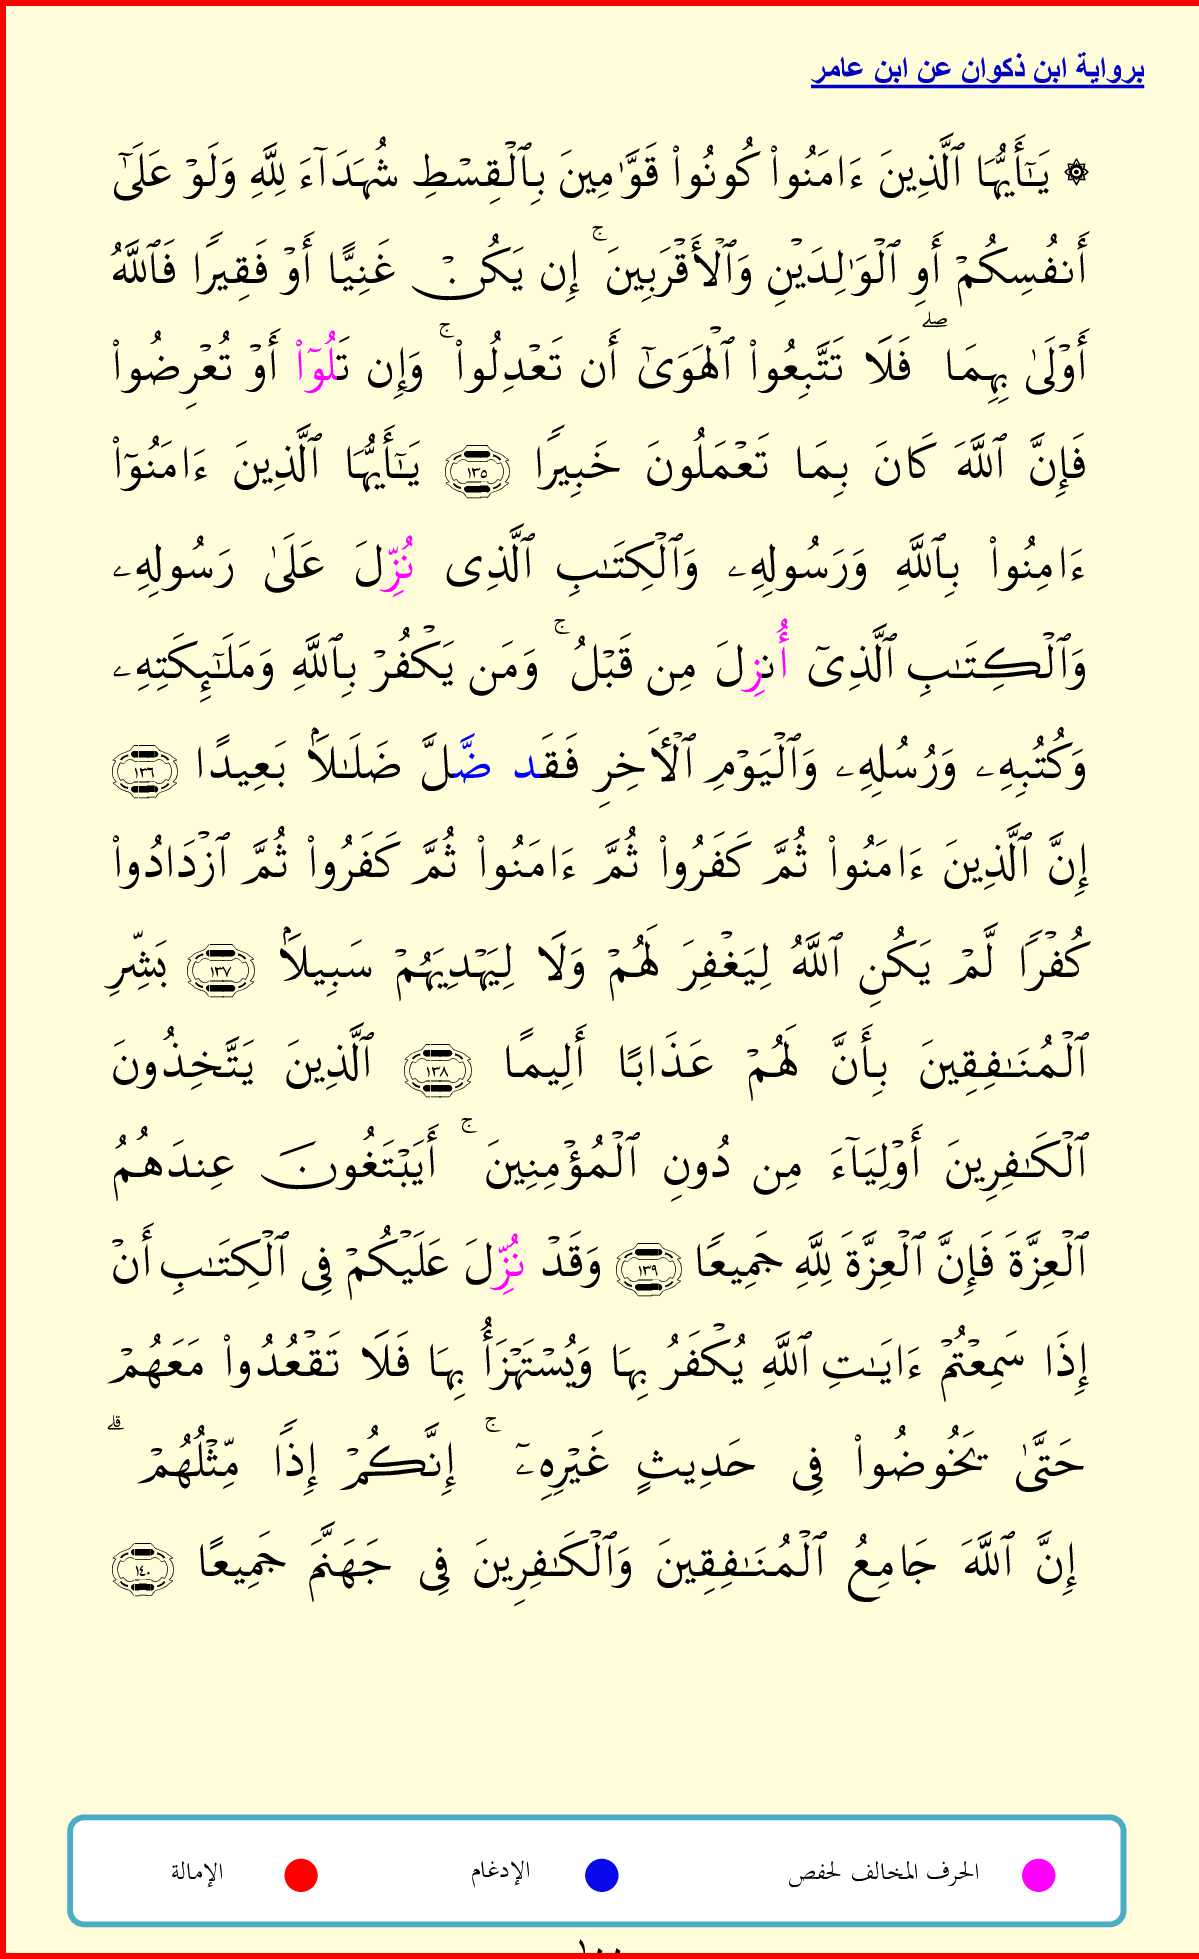 برواية ابن ذكوان عن ابن عامر
۞ يَـٰٓأَيُّهَا ٱلَّذِينَ ءَامَنُوا۟ كُونُوا۟ قَوَّٰمِينَ بِٱلْقِسْطِ شُهَدَآءَ لِلَّهِ وَلَوْ عَلَىٰٓ
أَنفُسِكُمْ أَوِ ٱلْوَٰلِدَيْنِ وَٱلْأَقْرَبِينَ ۚ إِن يَكُنْ غَنِيًّا أَوْ فَقِيرًا فَٱللَّهُ
أَوْلَىٰ بِهِمَا ۖ فَلَا تَتَّبِعُوا۟ ٱلْهَوَىٰٓ أَن تَعْدِلُوا۟ ۚ وَإِن تَلُوٓا۟ أَوْ تُعْرِضُوا۟
فَإِنَّ ٱللَّهَ كَانَ بِمَا تَعْمَلُونَ خَبِيرًا ١٣٥ يَـٰٓأَيُّهَا ٱلَّذِينَ ءَامَنُوٓا۟
ءَامِنُوا۟ بِٱللَّهِ وَرَسُولِهِۦ وَٱلْكِتَـٰبِ ٱلَّذِى نُزِّلَ عَلَىٰ رَسُولِهِۦ
وَٱلْكِتَـٰبِ ٱلَّذِىٓ أُنزِلَ مِن قَبْلُ ۚ وَمَن يَكْفُرْ بِٱللَّهِ وَمَلَـٰٓئِكَتِهِۦ
وَكُتُبِهِۦ وَرُسُلِهِۦ وَٱلْيَوْمِ ٱلْأَخِرِ فَقَد ضَّلَّ ضَلَـٰلًا بَعِيدًا ١٣٦
إِنَّ ٱلَّذِينَ ءَامَنُوا۟ ثُمَّ كَفَرُوا۟ ثُمَّ ءَامَنُوا۟ ثُمَّ كَفَرُوا۟ ثُمَّ ٱزْدَادُوا۟
كُفْرًا لَّمْ يَكُنِ ٱللَّهُ لِيَغْفِرَ لَهُمْ وَلَا لِيَهْدِيَهُمْ سَبِيلًا ١٣٧ بَشِّرِ
ٱلْمُنَـٰفِقِينَ بِأَنَّ لَهُمْ عَذَابًا أَلِيمًا ١٣٨ ٱلَّذِينَ يَتَّخِذُونَ
ٱلْكَـٰفِرِينَ أَوْلِيَآءَ مِن دُونِ ٱلْمُؤْمِنِينَ ۚ أَيَبْتَغُونَ عِندَهُمُ
ٱلْعِزَّةَ فَإِنَّ ٱلْعِزَّةَ لِلَّهِ جَمِيعًا ١٣٩ وَقَدْ نُزِّلَ عَلَيْكُمْ فِى ٱلْكِتَـٰبِ أَنْ
إِذَا سَمِعْتُمْ ءَايَـٰتِ ٱللَّهِ يُكْفَرُ بِهَا وَيُسْتَهْزَأُ بِهَا فَلَا تَقْعُدُوا۟ مَعَهُمْ
حَتَّىٰ يَخُوضُوا۟ فِى حَدِيثٍ غَيْرِهِۦٓ ۚ إِنَّكُمْ إِذًا مِّثْلُهُمْ ۗ
إِنَّ ٱللَّهَ جَامِعُ ٱلْمُنَـٰفِقِينَ وَٱلْكَـٰفِرِينَ فِى جَهَنَّمَ جَمِيعًا ١٤٠
الحرف المخالف لحفص الإدغام الإمالة
١٠٠